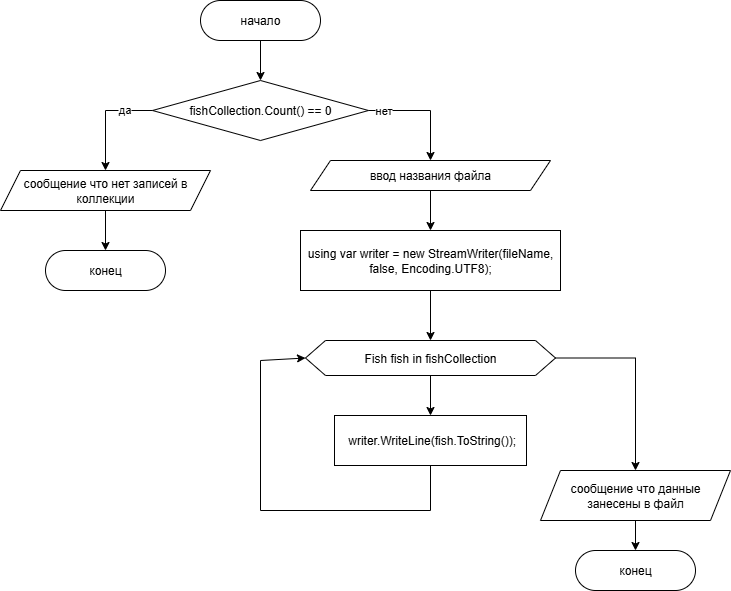 начало
fishCollection.Count() == 0
да
нет
сообщение что нет записей в
коллекции
ввод названия файла
конец
using var writer = new StreamWriter(fileName,
false, Encoding.UTF8);
Fish fish in fishCollection
writer.WriteLine(fish.ToString());
сообщение что данные
занесены в файл
конец